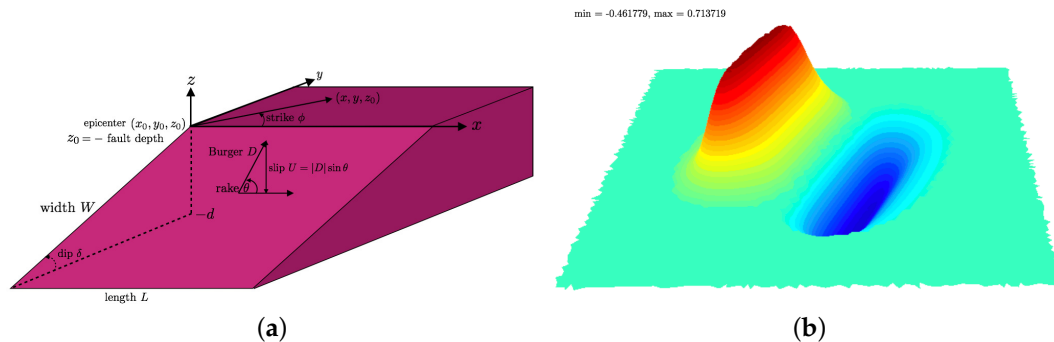 min = -0.461779, max = 0.713719
y
z
(x, y, z₀)
epicenter (x₀, y₀, z₀)
z₀ = − fault depth
strike ϕ
x
Burger D
slip U = |D| sin θ
rake θ
width W
−d
dip δ
length L
(a)
(b)